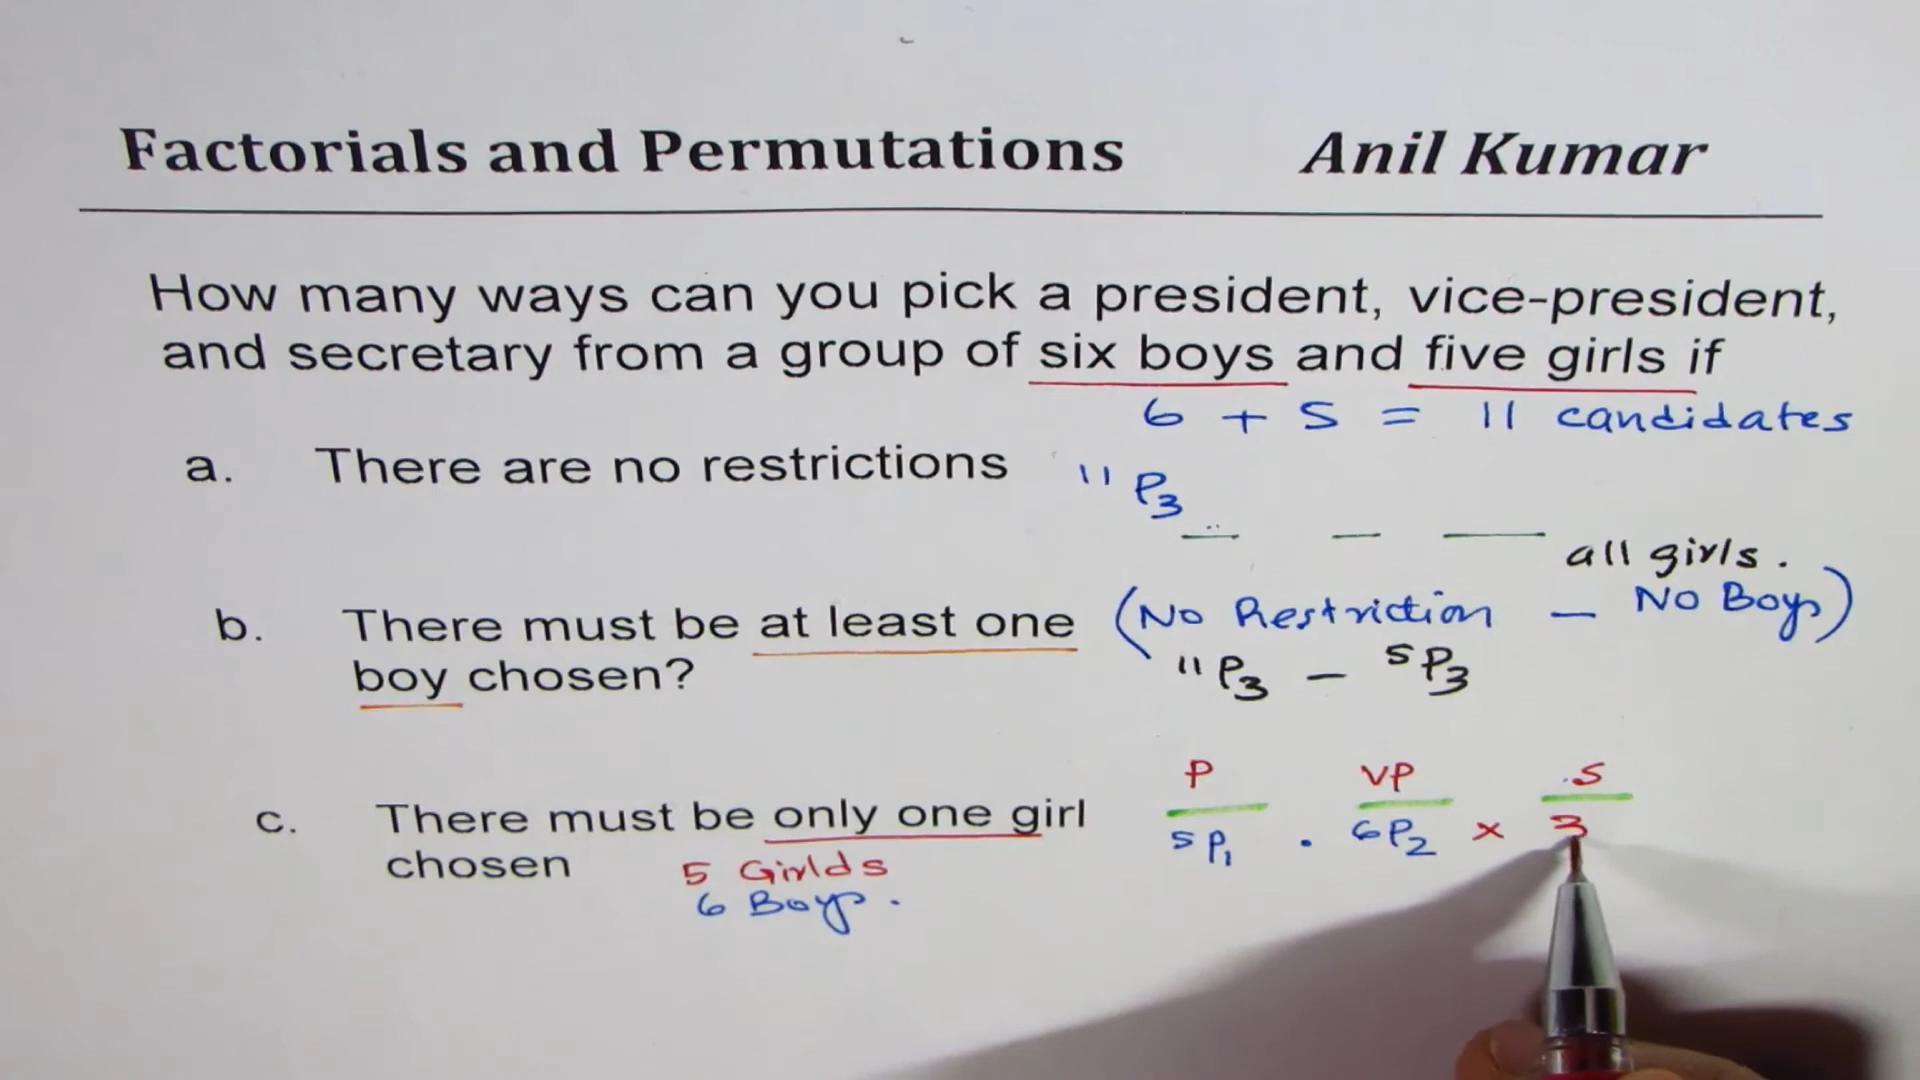 Factorials and Permutations Anil Kumar
How many ways can you pick a president, vice-president,
and secretary from a group of six boys and five girls if
6 + 5 = 11 candidates
a. There are no restrictions 11P3
all girls.
b. There must be at least one (No Restriction - No Boys)
boy chosen? 11P3 - 5P3
P VP S
c. There must be only one girl 5P1 . 6P2 x 3
chosen 5 Girlds
6 Boys.